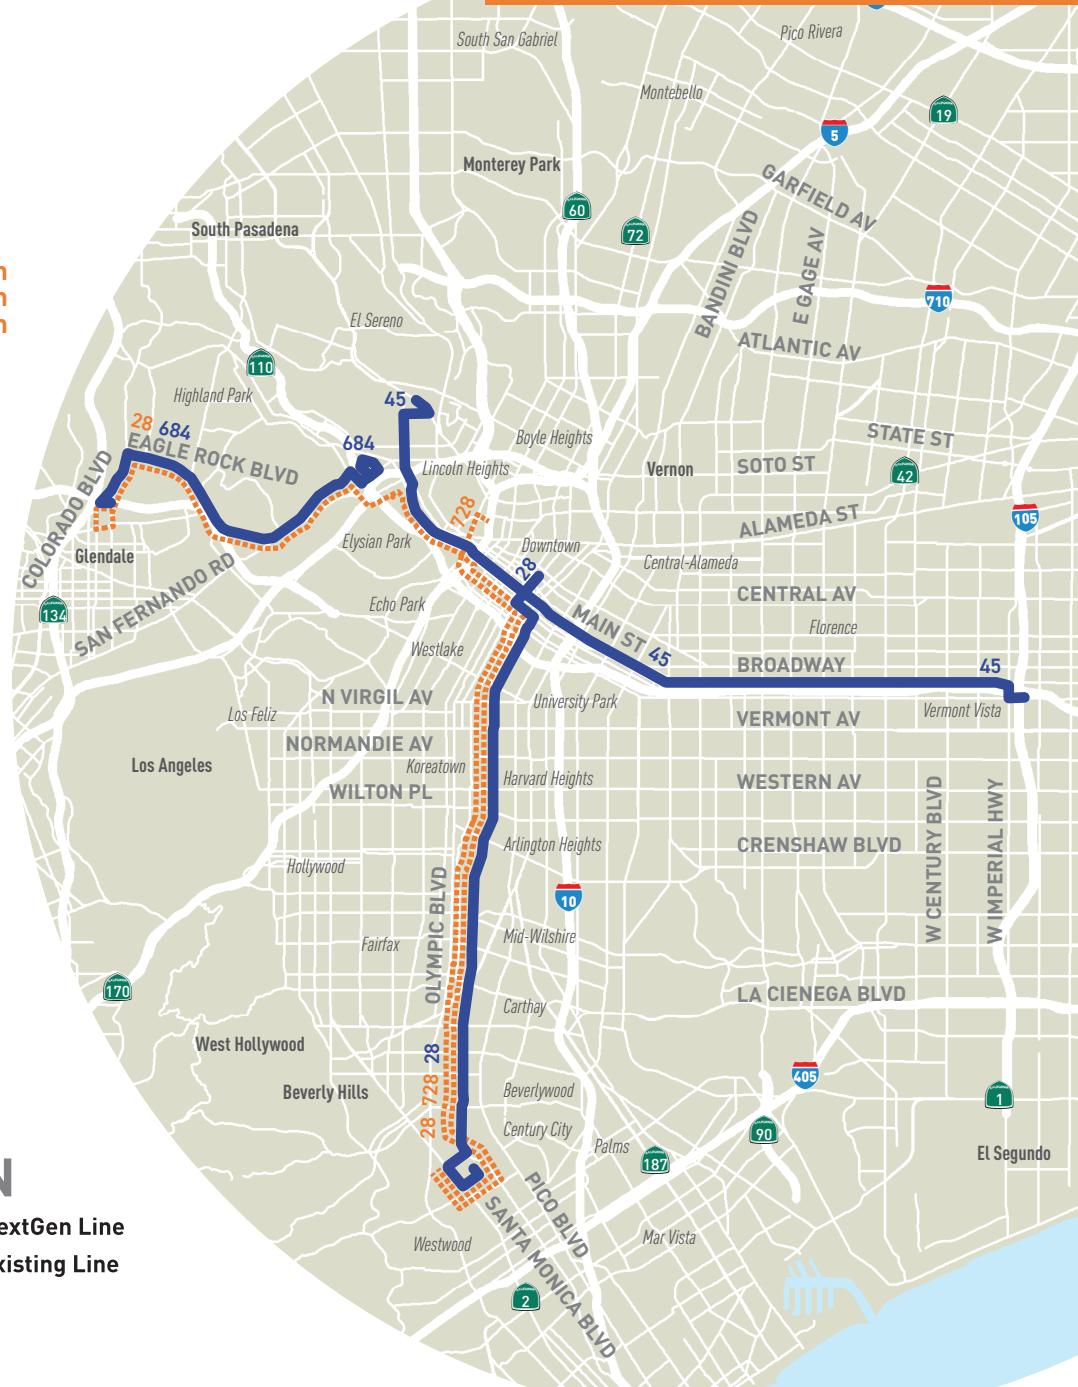 South San Gabriel
Pico Rivera
Montebello
19
5
Monterey Park
GARFIELD AV
60
72
South Pasadena
BANDINI BLVD
E GAGE AV
710
El Sereno
ATLANTIC AV
110
Highland Park
45
28 684
EAGLE ROCK BLVD
684
Boyle Heights
STATE ST
Lincoln Heights
Vernon
SOTO ST
42
COLORADO BLVD
728
ALAMEDA ST
105
Elysian Park
Downtown
Glendale
Central-Alameda
28
SAN FERNANDO RD
134
Echo Park
CENTRAL AV
MAIN ST 45
Florence
Westlake
BROADWAY
45
N VIRGIL AV
University Park
Vermont Vista
Los Feliz
VERMONT AV
NORMANDIE AV
Los Angeles
Koreatown
Harvard Heights
WESTERN AV
WILTON PL
W CENTURY BLVD
W IMPERIAL HWY
Arlington Heights
CRENSHAW BLVD
Hollywood
10
OLYMPIC BLVD
Fairfax
Mid-Wilshire
170
LA CIENEGA BLVD
Carthay
West Hollywood
28 728 28
405
Beverly Hills
Beverlywood
1
Century City
90
Palms
187
El Segundo
PICO BLVD
SANTA MONICA BLVD
Westwood
Mar Vista
2
N
extGen Line
xisting Line